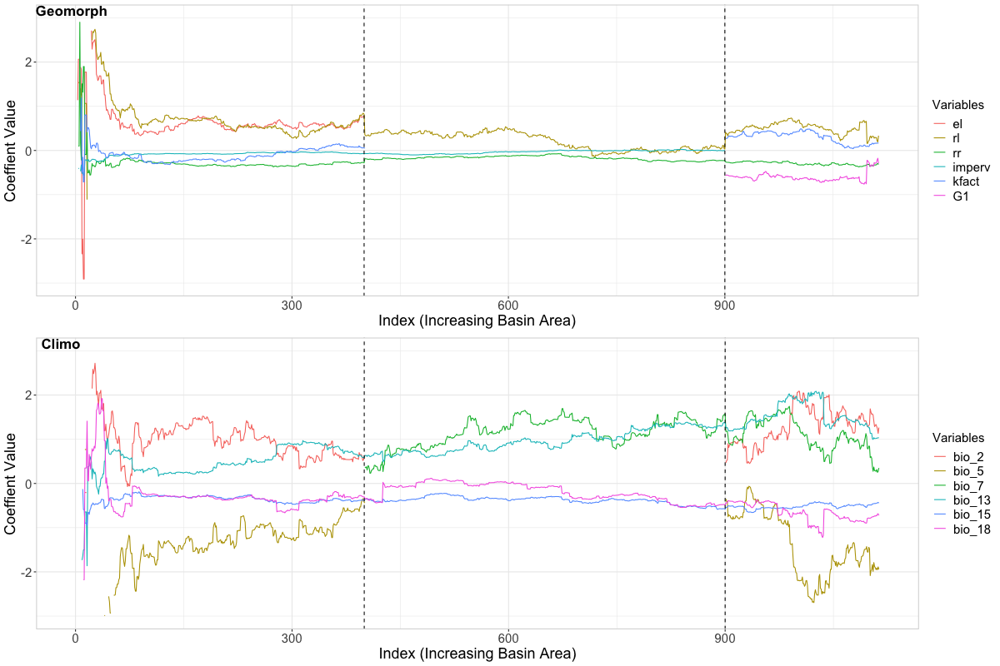 Geomorph
Coeffient Value
2
0
-2
0
300
600
900
Index (Increasing Basin Area)
Variables
el
rl
rr
imperv
kfact
G1
Climo
Coeffient Value
2
0
-2
0
300
600
900
Index (Increasing Basin Area)
Variables
bio_2
bio_5
bio_7
bio_13
bio_15
bio_18